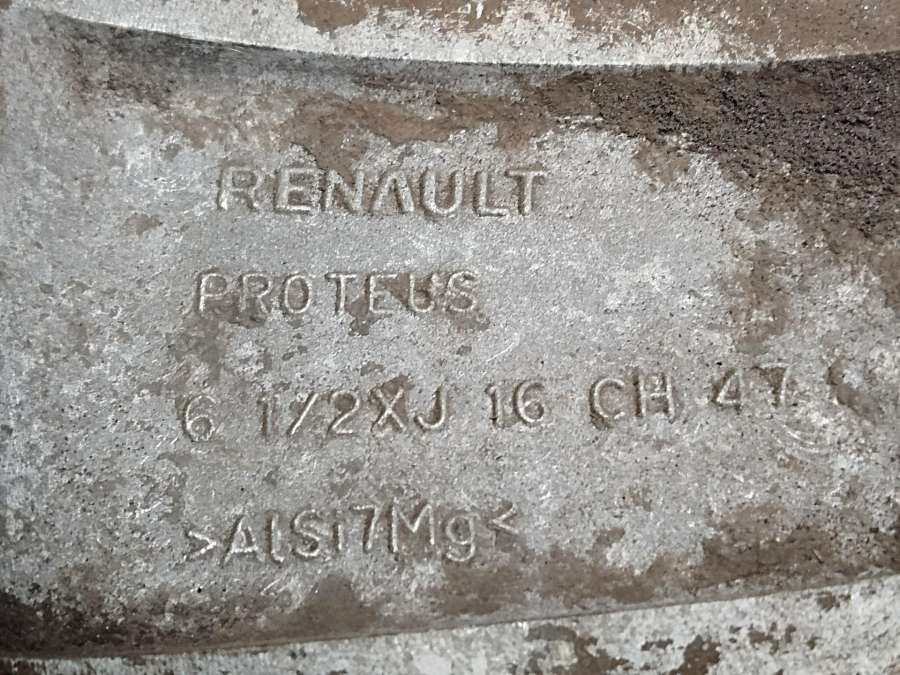 RENAULT
PROTEUS
6 1/2XJ 16 CH 47
>AlSi7Mg<